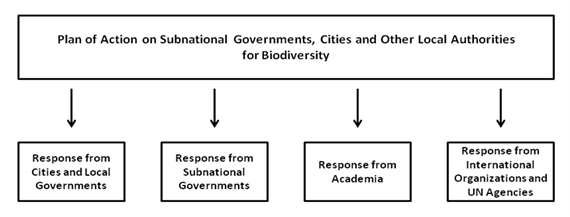 Plan of Action on Subnational Governments, Cities and Other Local Authorities
for Biodiversity
Response from
Cities and Local
Governments
Response from
Subnational
Governments
Response from
Academia
Response from
International
Organizations and
UN Agencies